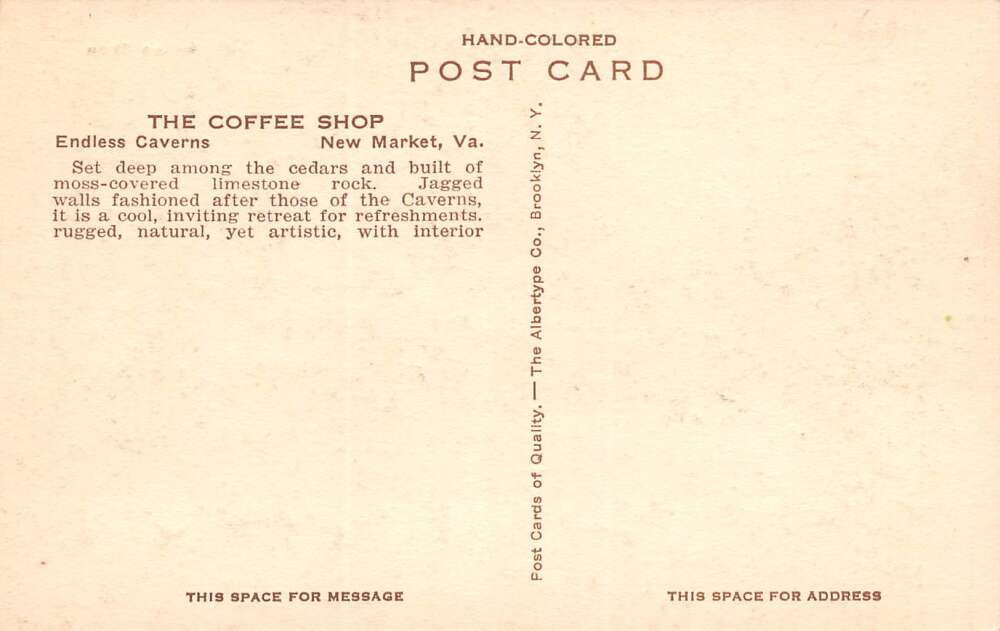 HAND-COLORED
POST CARD
THE COFFEE SHOP
Endless Caverns New Market, Va.
Set deep among the cedars and built of
moss-covered limestone rock. Jagged
walls fashioned after those of the Caverns,
it is a cool, inviting retreat for refreshments.
rugged, natural, yet artistic, with interior
Post Cards of Quality. — The Albertype Co., Brooklyn, N. Y.
THIS SPACE FOR MESSAGE
THIS SPACE FOR ADDRESS